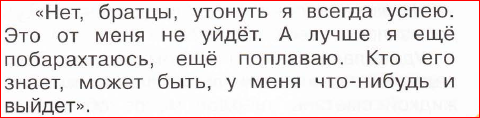 «Нет, братцы, утонуть я всегда успею.
Это от меня не уйдёт. А лучше я ещё
побарахтаюсь, ещё поплаваю. Кто его
знает, может быть, у меня что-нибудь и
выйдет».